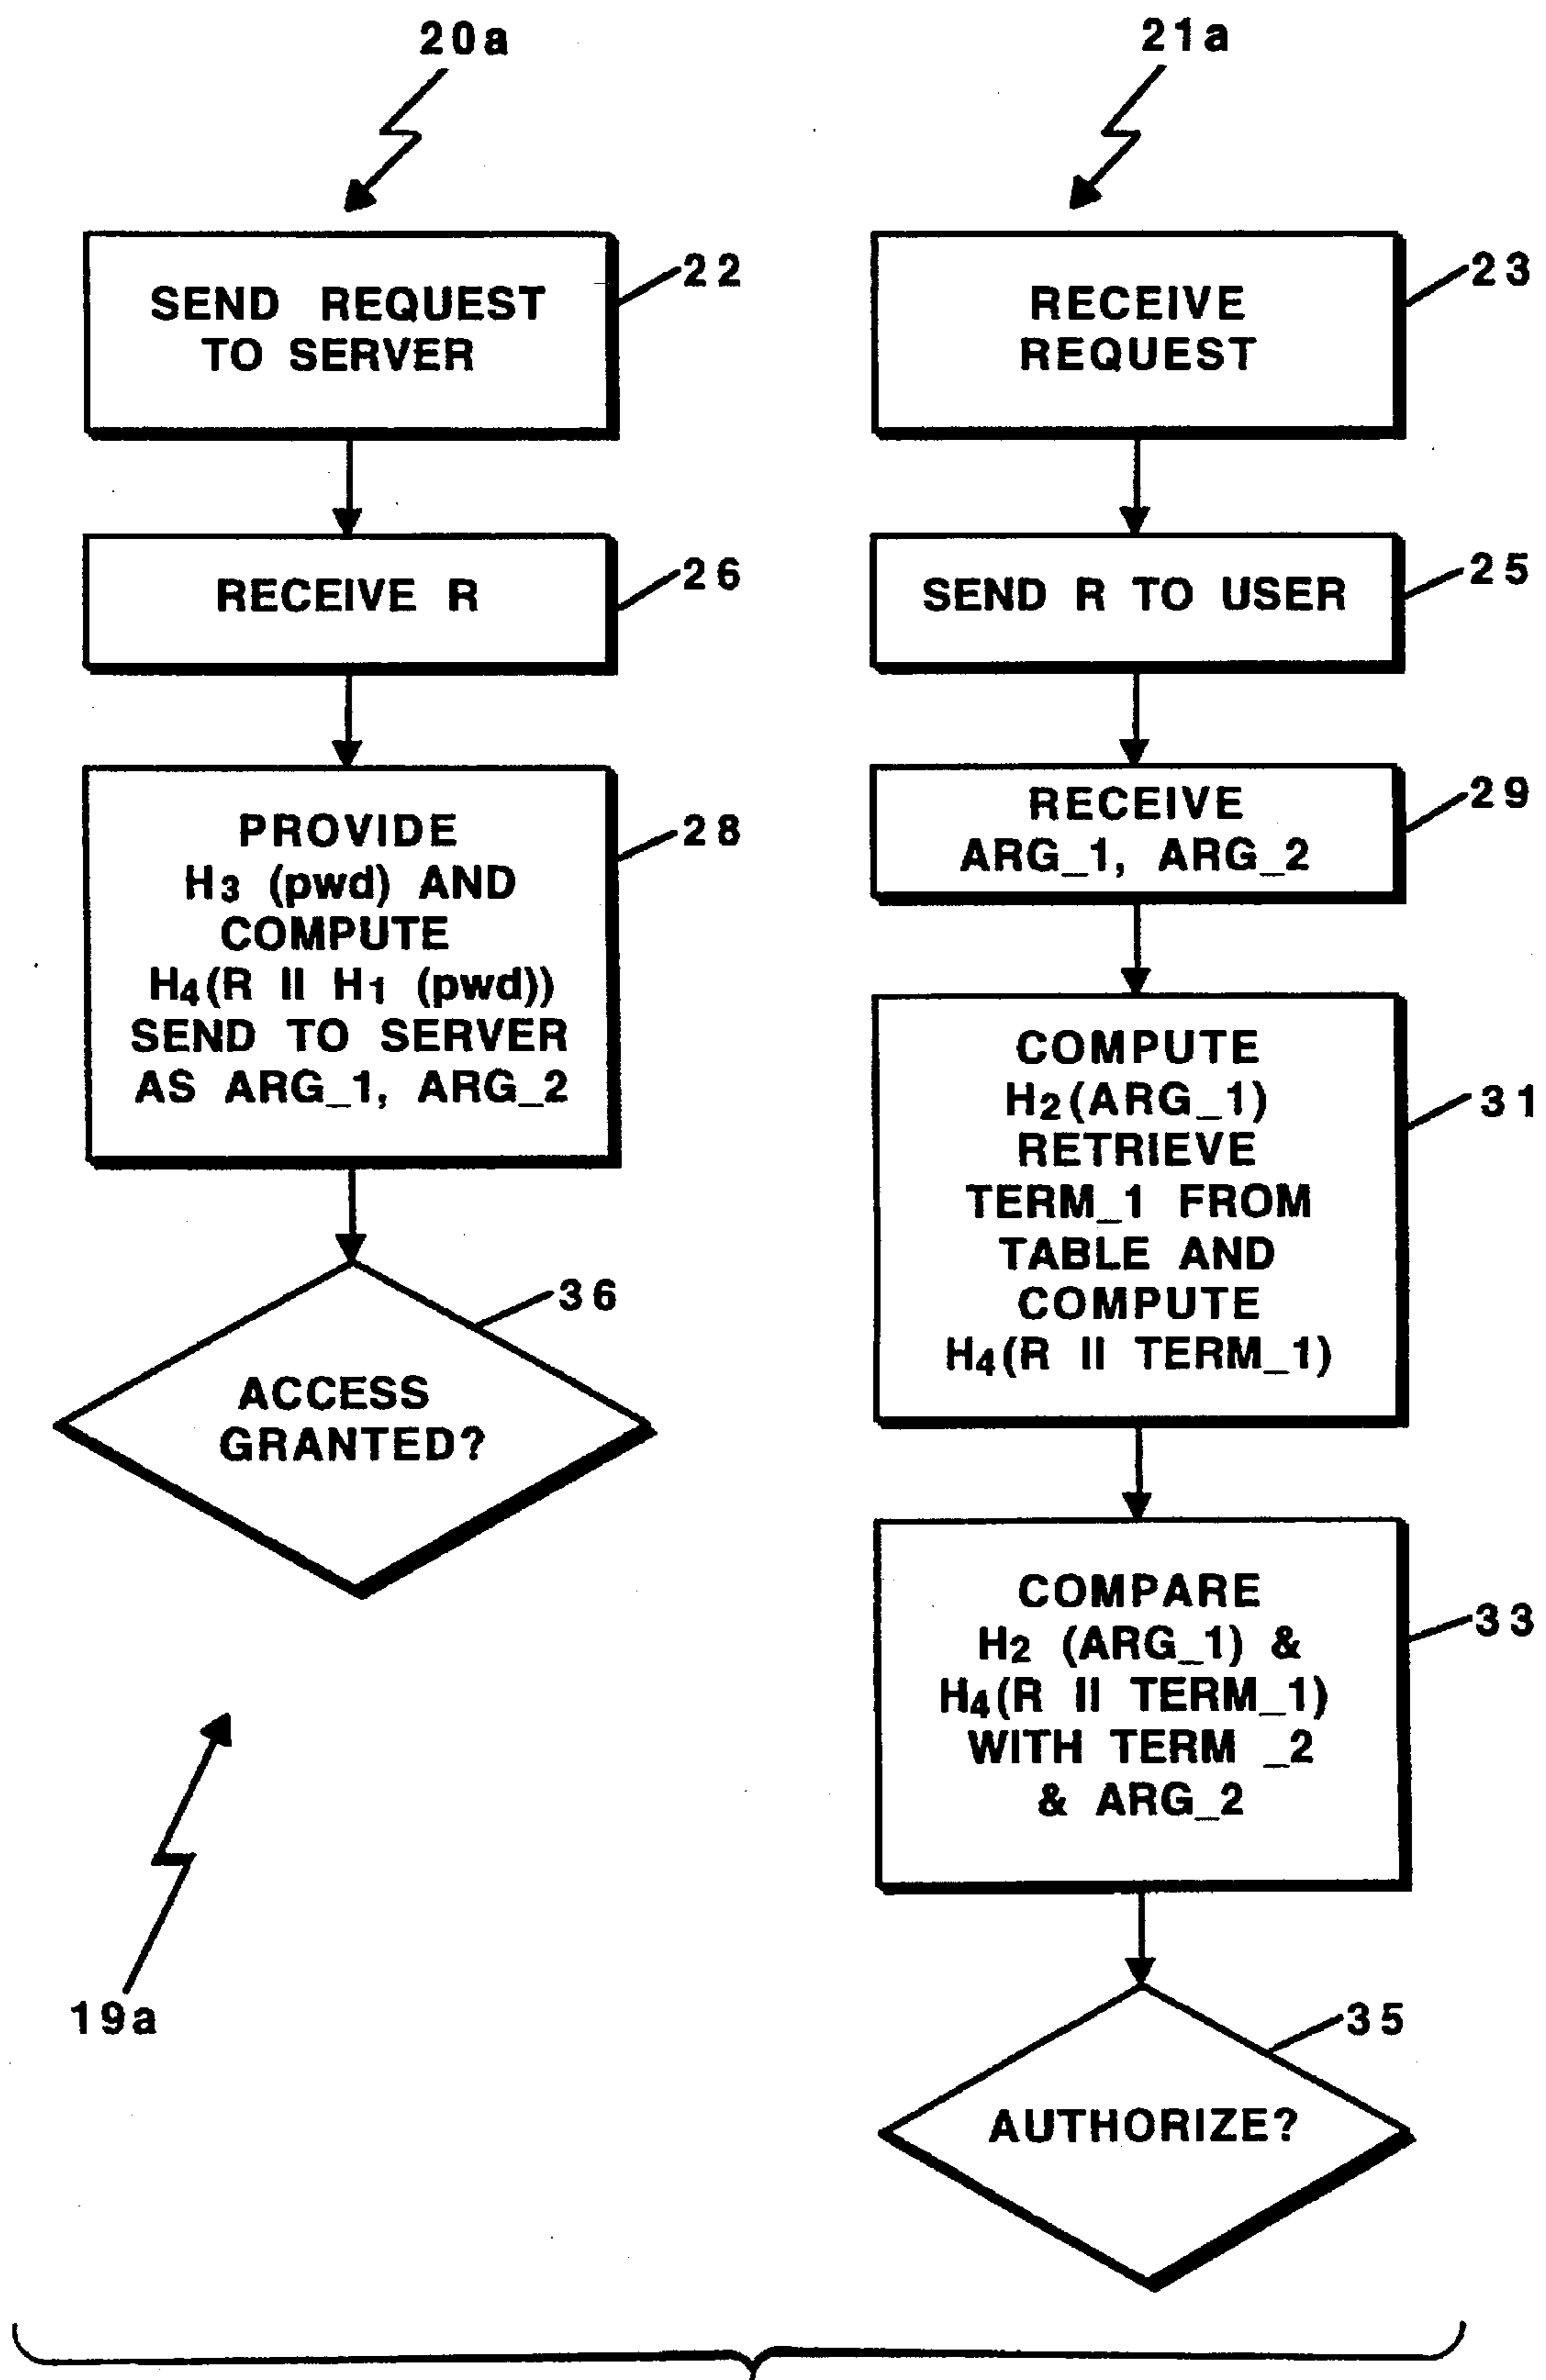 20a
SEND REQUEST
TO SERVER
22
RECEIVE R
26
PROVIDE
H3 (pwd) AND
COMPUTE
H4(R II H1 (pwd))
SEND TO SERVER
AS ARG_1, ARG_2
28
ACCESS
GRANTED?
36
19a
21a
RECEIVE
REQUEST
23
SEND R TO USER
25
RECEIVE
ARG_1, ARG_2
29
COMPUTE
H2(ARG_1)
RETRIEVE
TERM_1 FROM
TABLE AND
COMPUTE
H4(R II TERM_1)
31
COMPARE
H2 (ARG_1) &
H4(R II TERM_1)
WITH TERM _2
& ARG_2
33
AUTHORIZE?
35